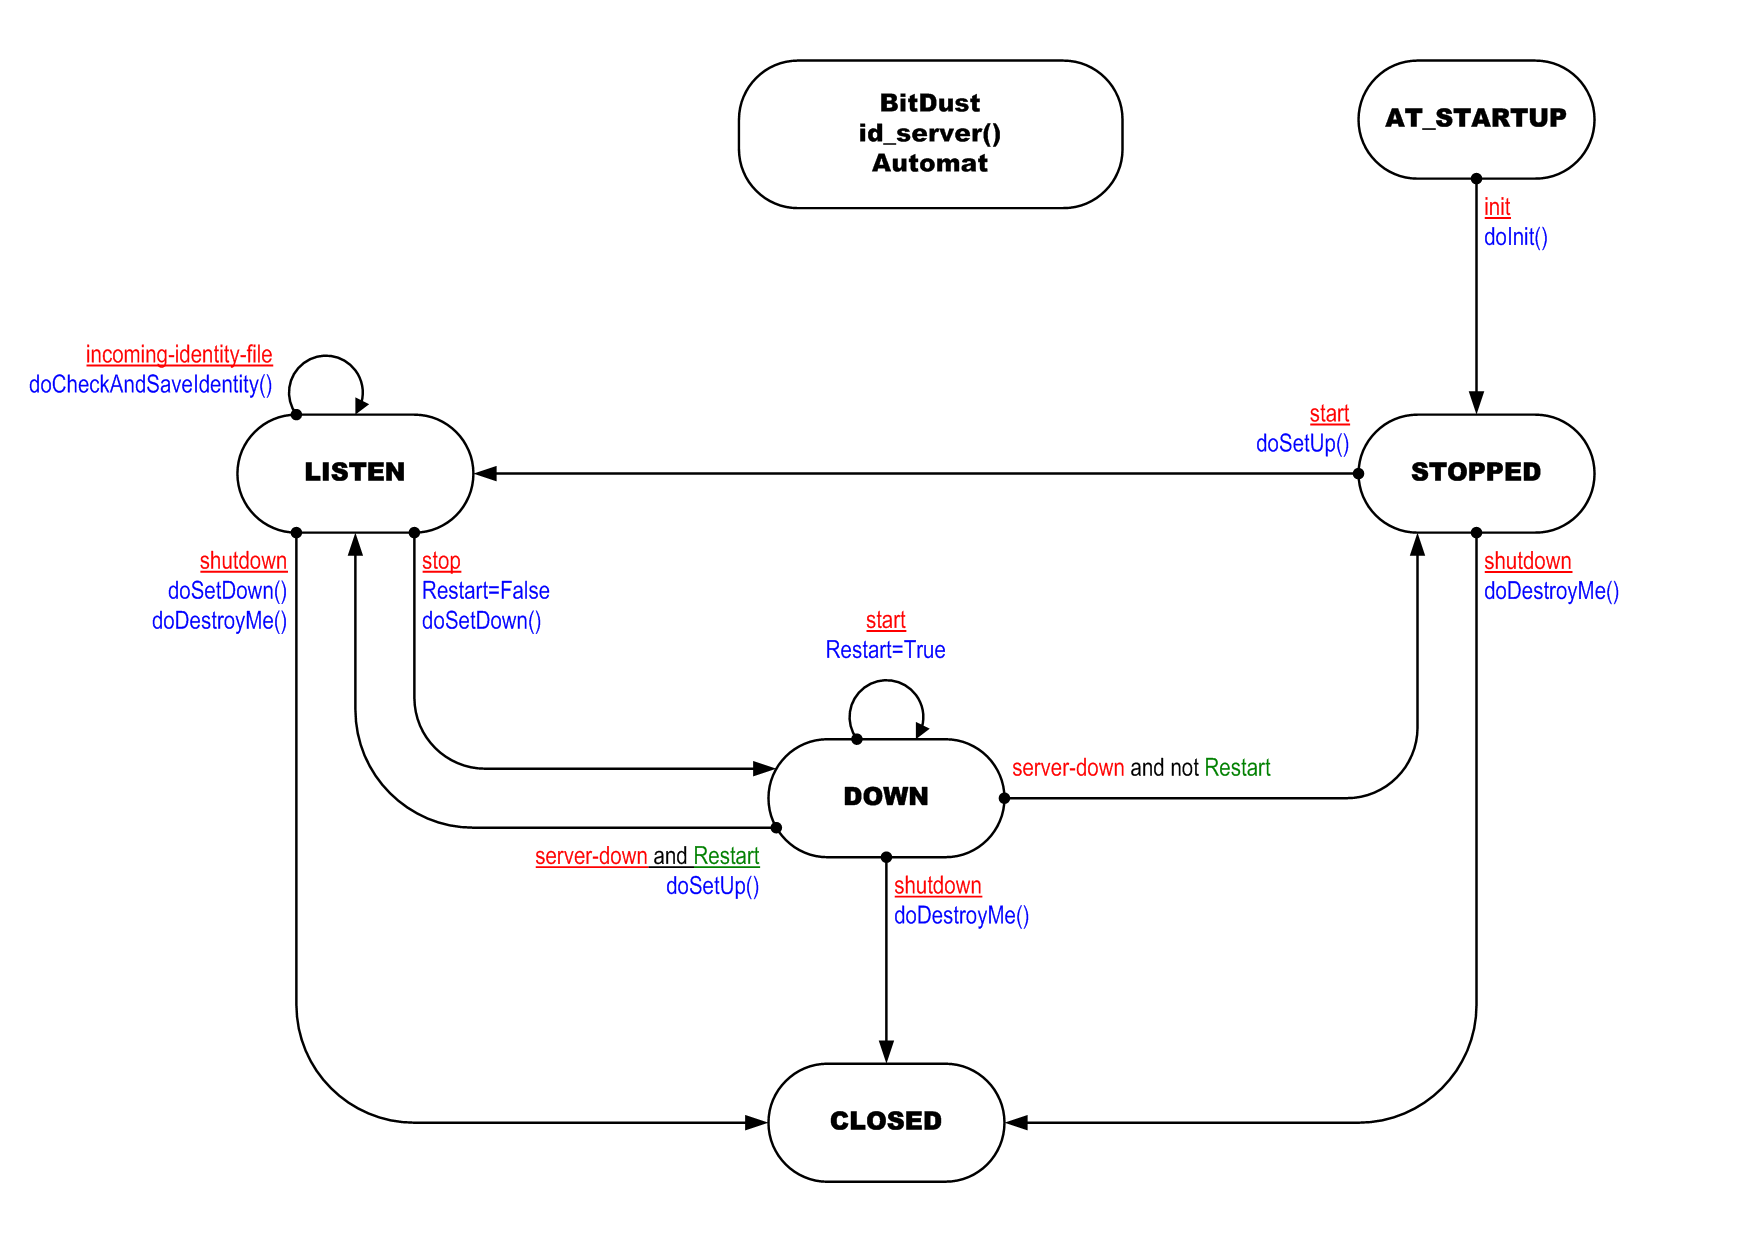 BitDust
id_server()
Automat
AT_STARTUP
init
doInit()
incoming-identity-file
doCheckAndSaveIdentity()
start
doSetUp()
LISTEN
STOPPED
shutdown
doSetDown()
doDestroyMe()
stop
Restart=False
doSetDown()
shutdown
doDestroyMe()
start
Restart=True
server-down and not Restart
DOWN
server-down and Restart
doSetUp()
shutdown
doDestroyMe()
CLOSED